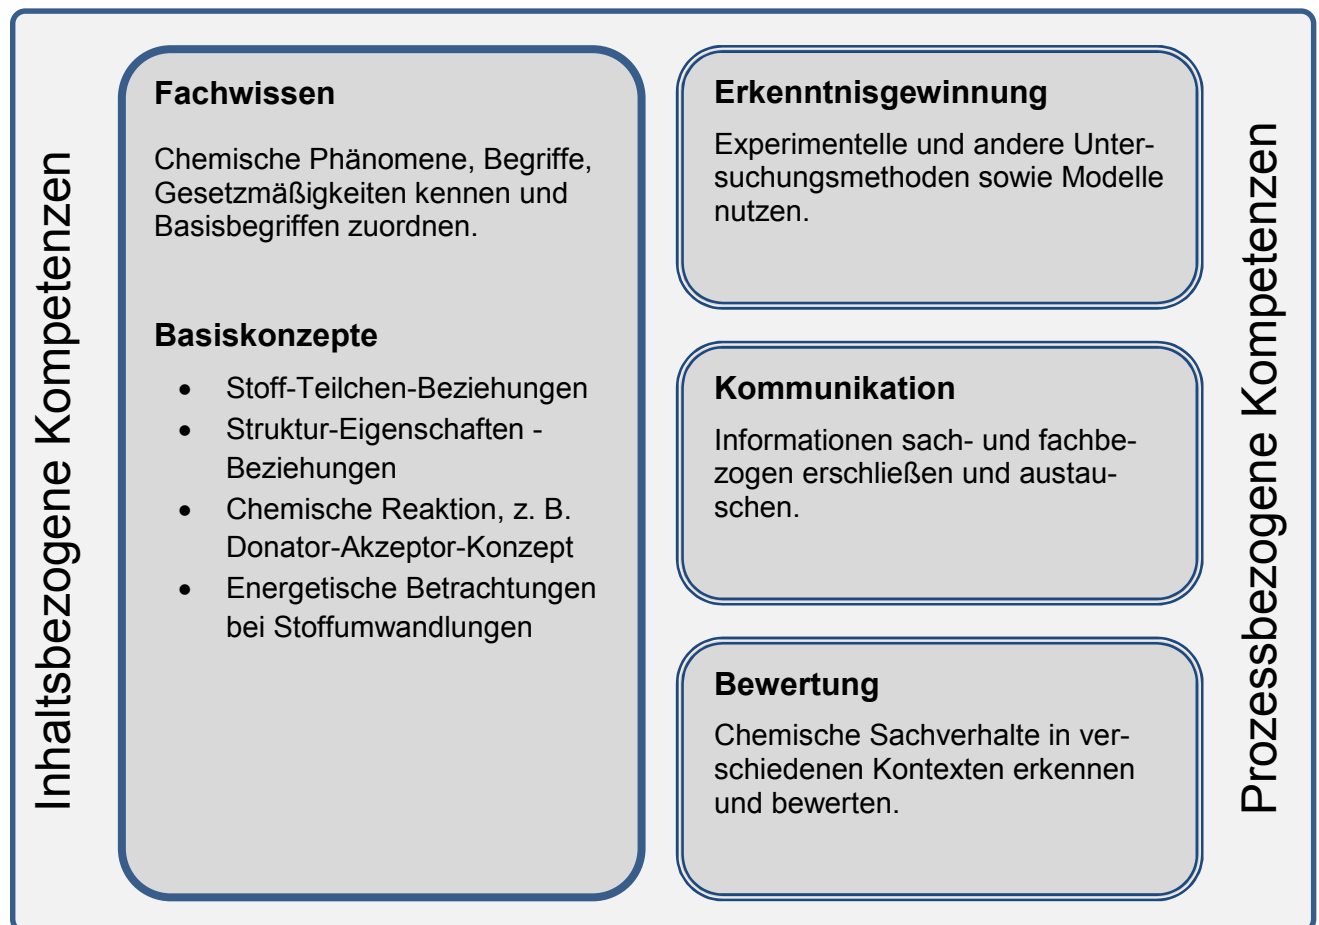 Inhaltsbezogene Kompetenzen
Fachwissen
Chemische Phänomene, Begriffe,
Gesetzmäßigkeiten kennen und
Basisbegriffen zuordnen.
Basiskonzepte
• Stoff-Teilchen-Beziehungen
• Struktur-Eigenschaften -
Beziehungen
• Chemische Reaktion, z. B.
Donator-Akzeptor-Konzept
• Energetische Betrachtungen
bei Stoffumwandlungen
Erkenntnisgewinnung
Experimentelle und andere Unter-
suchungsmethoden sowie Modelle
nutzen.
Kommunikation
Informationen sach- und fachbe-
zogen erschließen und austau-
schen.
Bewertung
Chemische Sachverhalte in ver-
schiedenen Kontexten erkennen
und bewerten.
Prozessbezogene Kompetenzen